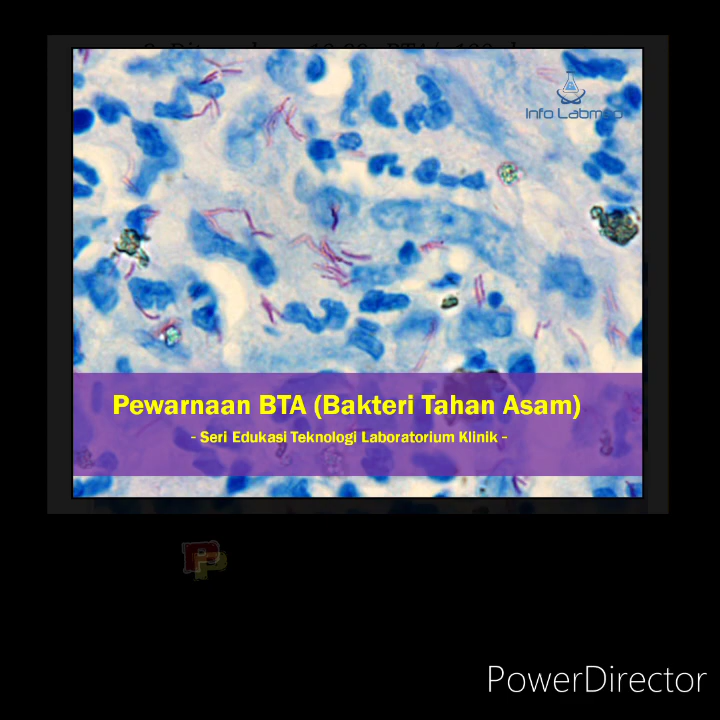 Info Labmed
Pewarnaan BTA (Bakteri Tahan Asam)
- Seri Edukasi Teknologi Laboratorium Klinik -
PowerDirector